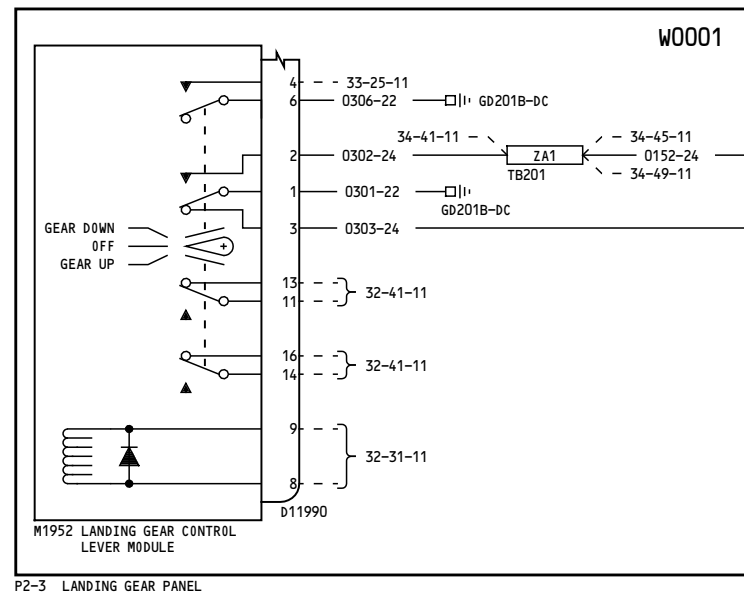 W0001
4 33-25-11
6 0306-22 GD201B-DC
34-41-11 34-45-11
2 0302-24 ZA1 0152-24
TB201 34-49-11
1 0301-22
GD201B-DC
3 0303-24
GEAR DOWN
OFF
GEAR UP
13
32-41-11
11
16
32-41-11
14
9
32-31-11
8
D11990
M1952 LANDING GEAR CONTROL
LEVER MODULE
P2-3 LANDING GEAR PANEL